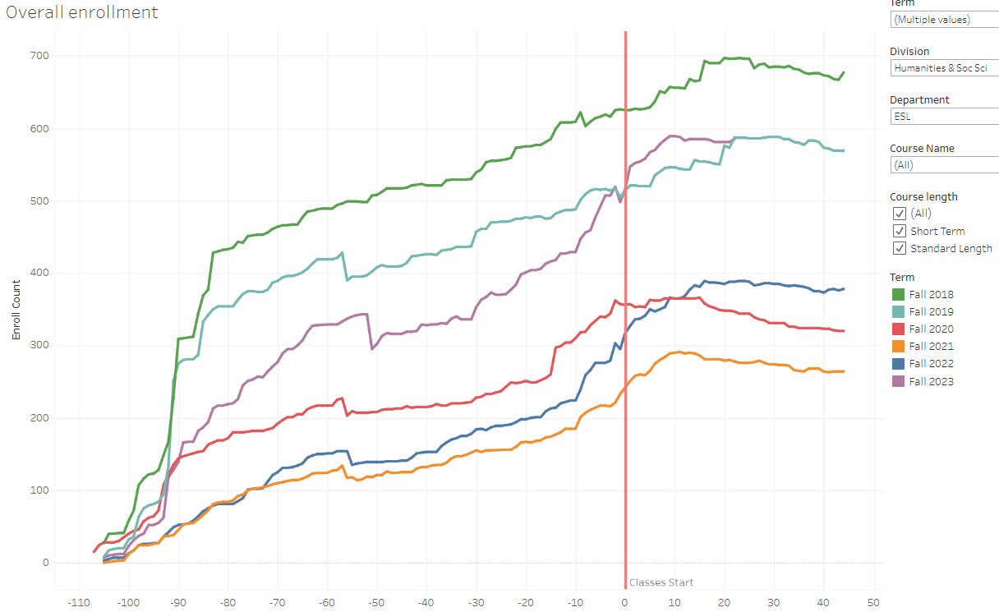 Overall enrollment
Term
(Multiple values)
Division
Humanities & Soc Sci
Department
ESL
Course Name
(All)
Course length
(All)
Short Term
Standard Length
Term
Fall 2018
Fall 2019
Fall 2020
Fall 2021
Fall 2022
Fall 2023
Enroll Count
700
600
500
400
300
200
100
0
Classes Start
-110 -100 -90 -80 -70 -60 -50 -40 -30 -20 -10 0 10 20 30 40 50